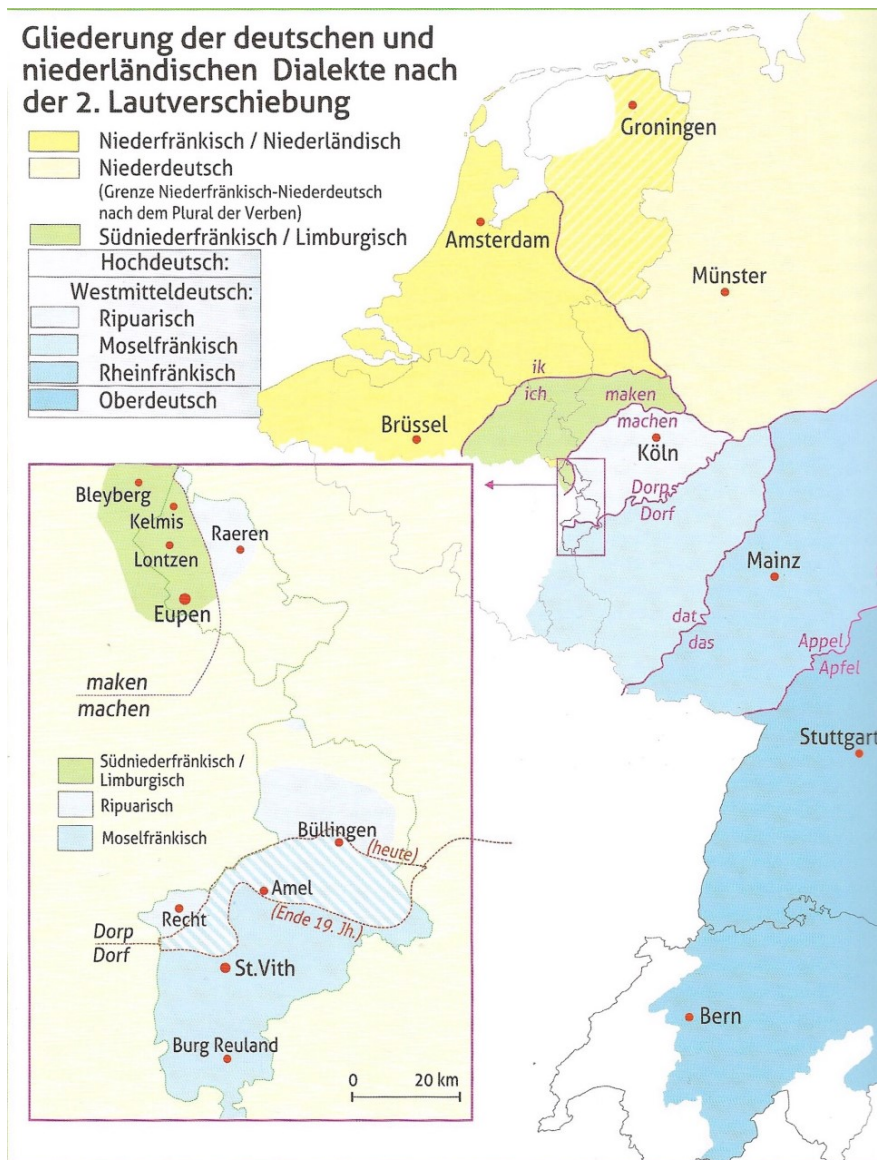 Gliederung der deutschen und
niederländischen Dialekte nach
der 2. Lautverschiebung
Niederfränkisch / Niederländisch
Niederdeutsch
(Grenze Niederfränkisch-Niederdeutsch
nach dem Plural der Verben)
Südniederfränkisch / Limburgisch
Hochdeutsch:
Westmitteldeutsch:
Ripuarisch
Moselfränkisch
Rheinfränkisch
Oberdeutsch
Groningen
Amsterdam
Münster
ik
ich
maken
machen
Brüssel
Köln
Dorp
Dorf
Mainz
dat
das
Appel
Apfel
Stuttgart
Bern
Bleyberg
Kelmis
Raeren
Lontzen
Eupen
maken
machen
Südniederfränkisch /
Limburgisch
Ripuarisch
Moselfränkisch
Büllingen
(heute)
Amel
Recht
(Ende 19. Jh.)
Dorp
Dorf
St.Vith
Burg Reuland
0 20 km